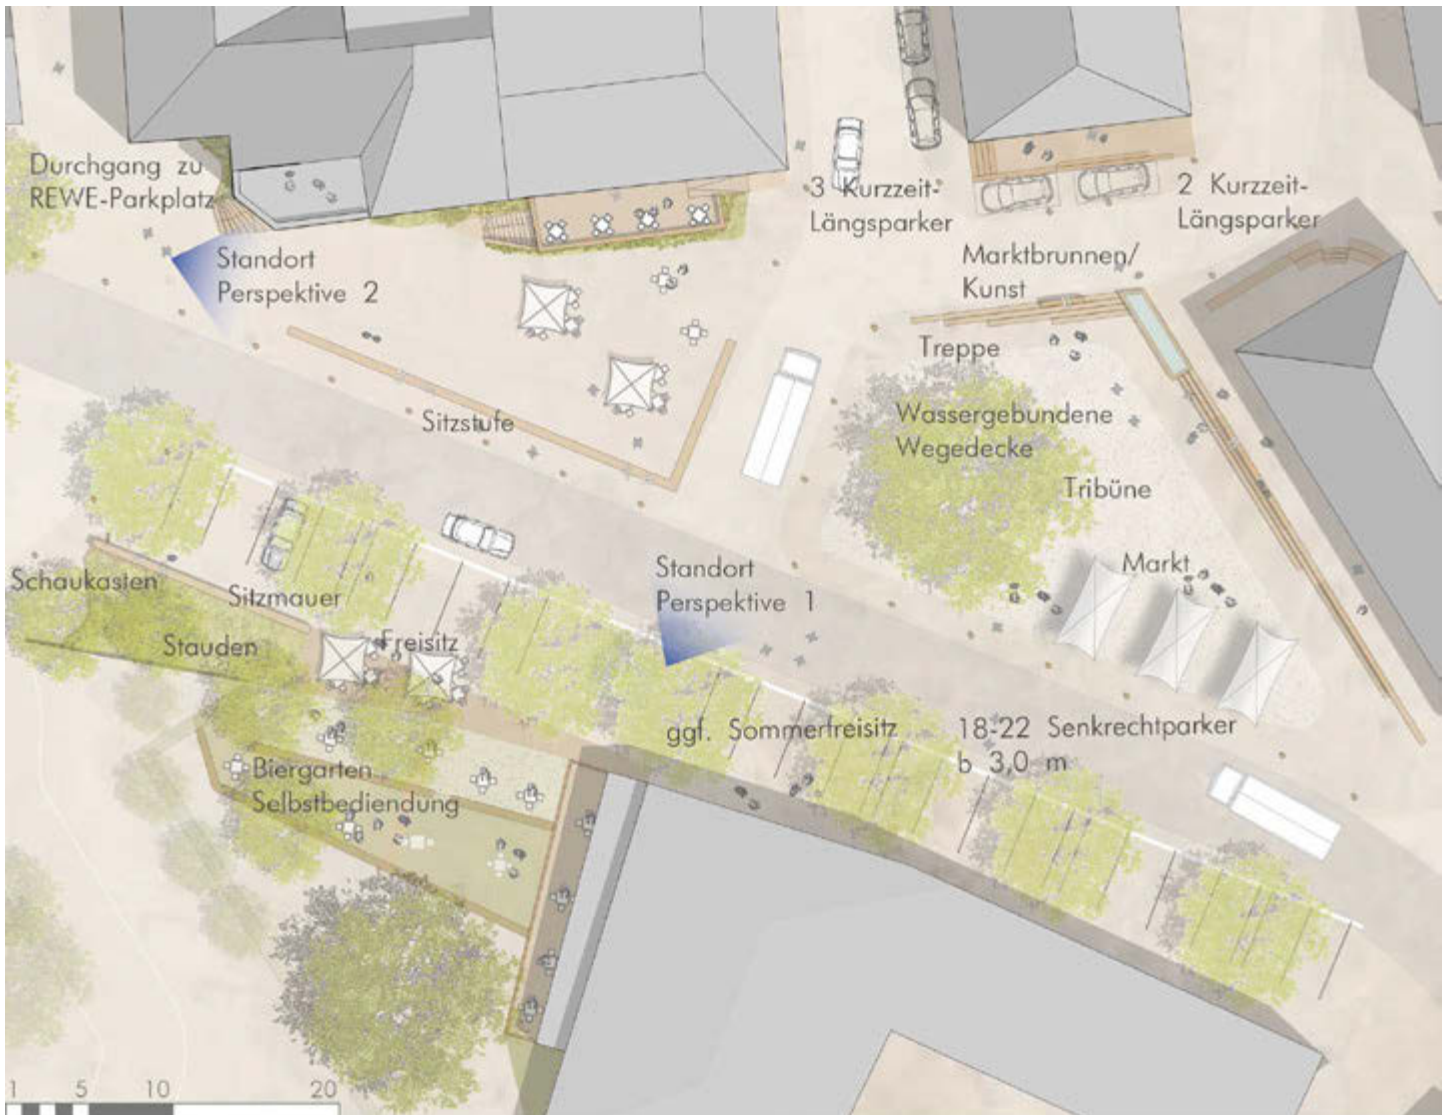 Durchgang zu
REWE-Parkplatz
3 Kurzzeit-
Längsparker
2 Kurzzeit-
Längsparker
Standort
Perspektive 2
Marktbrunnen/
Kunst
Treppe
Sitzstufe
Wassergebundene
Wegedecke
Tribüne
Markt
Standort
Perspektive 1
Schaukasten
Sitzmauer
Stauden
Freisitz
ggf. Sommerfreisitz
18-22 Senkrechtparker
b 3,0 m
Biergarten
Selbstbediendung
1 5 10 20